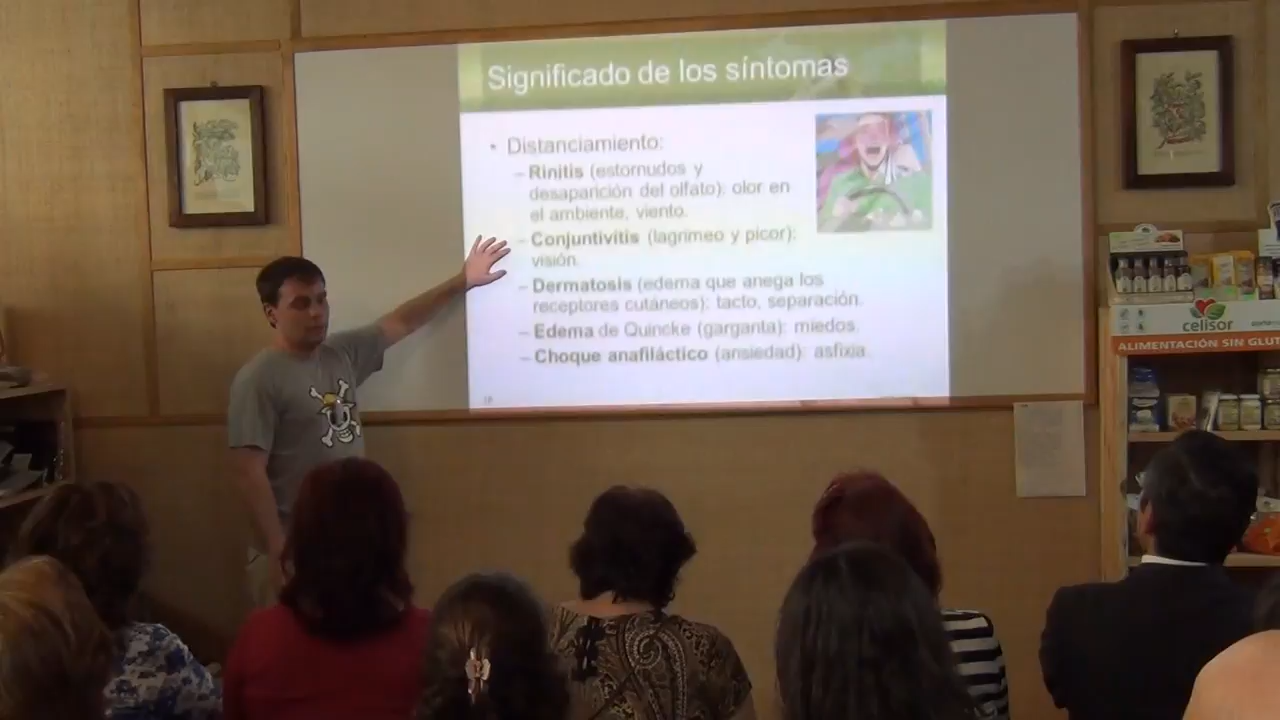 Significado de los síntomas
• Distanciamiento:
– Rinitis (estornudos y
desaparición del olfato): olor en
el ambiente, viento.
– Conjuntivitis (lagrimeo y picor):
visión.
– Dermatosis (edema que anega los
receptores cutáneos): tacto, separación.
– Edema de Quincke (garganta): miedos.
– Choque anafiláctico (ansiedad): asfixia.
18
celisor
ALIMENTACIÓN SIN GLUT